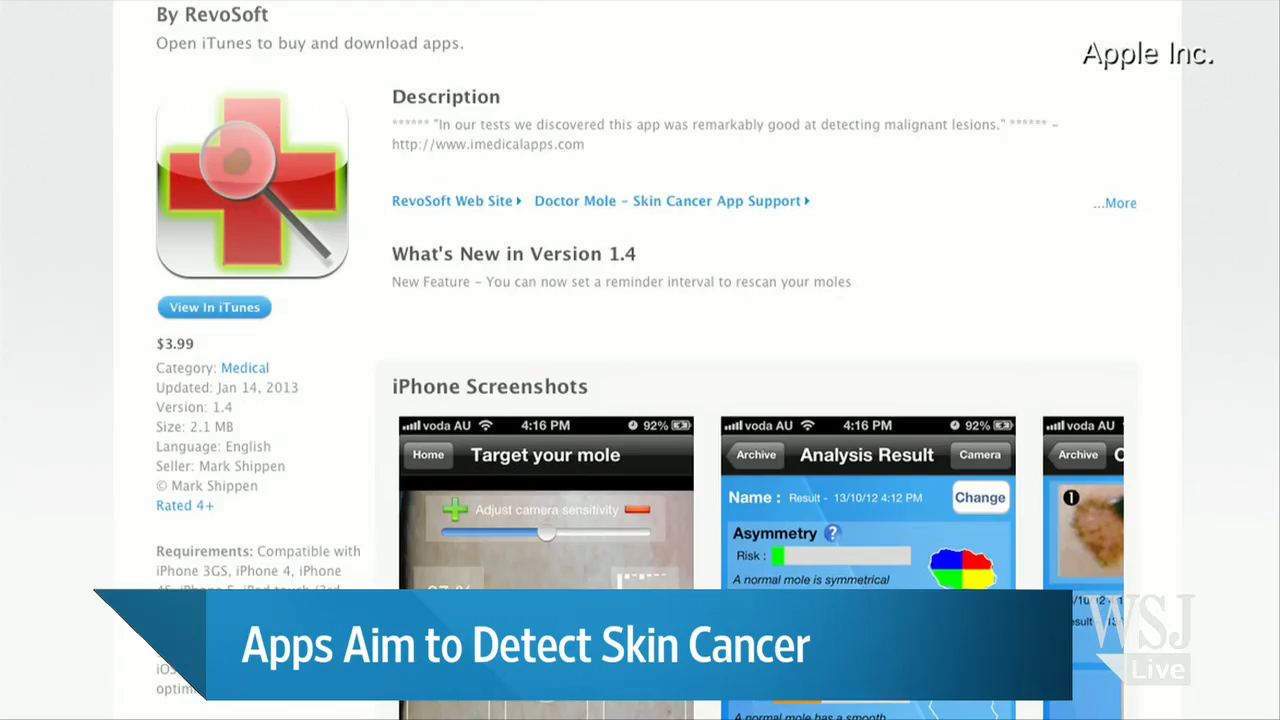 By RevoSoft
Open iTunes to buy and download apps.
Apple Inc.
Description
****** "In our tests we discovered this app was remarkably good at detecting malignant lesions." ****** –
http://www.imedicalapps.com
RevoSoft Web Site
Doctor Mole – Skin Cancer App Support
...More
What's New in Version 1.4
New Feature – You can now set a reminder interval to rescan your moles
View In iTunes
$3.99
Category: Medical
Updated: Jan 14, 2013
Version: 1.4
Size: 2.1 MB
Language: English
Seller: Mark Shippen
© Mark Shippen
Rated 4+
Requirements: Compatible with
iPhone 3GS, iPhone 4, iPhone
iPhone Screenshots
voda AU 4:16 PM 92%
Home Target your mole
Adjust camera sensitivity
voda AU 4:16 PM 92%
Archive Analysis Result Camera
Name : Result - 13/10/12 4:12 PM Change
Asymmetry ?
Risk :
A normal mole is symmetrical
voda AU
Archive
1
Apps Aim to Detect Skin Cancer
WSJ
Live
A normal mole has a smooth